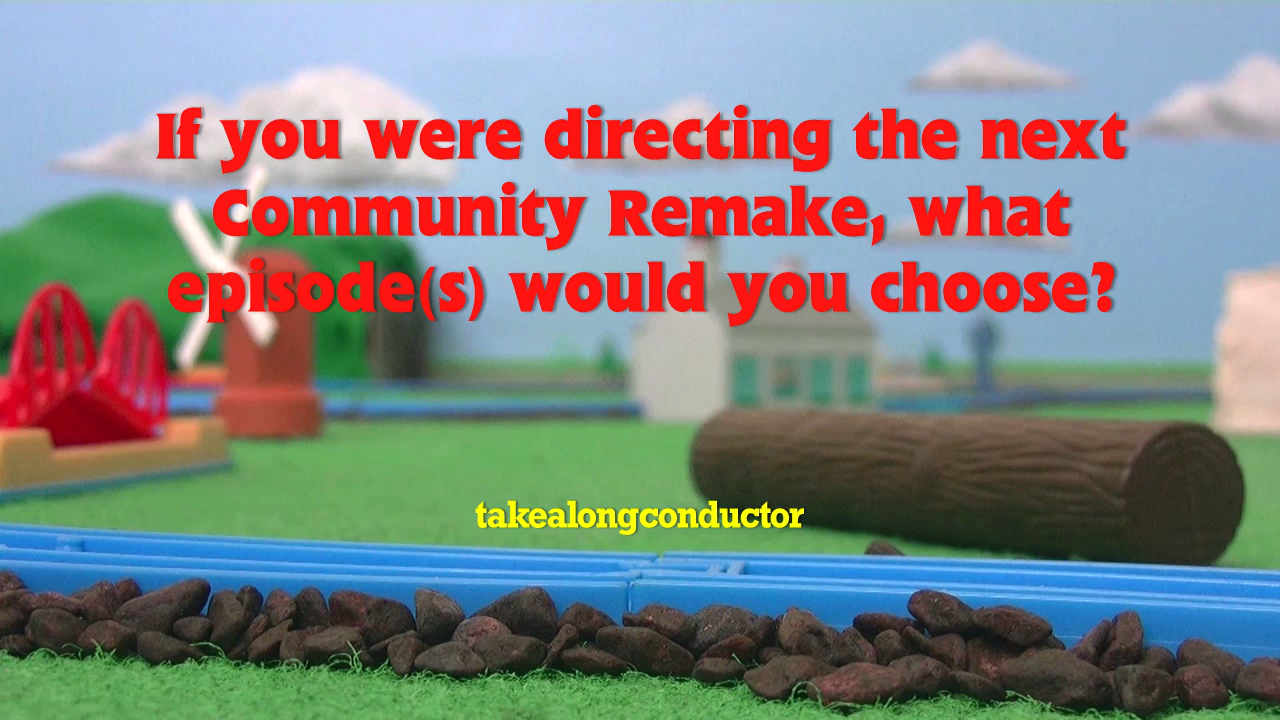 If you were directing the next
Community Remake, what
episode(s) would you choose?
takealongconductor